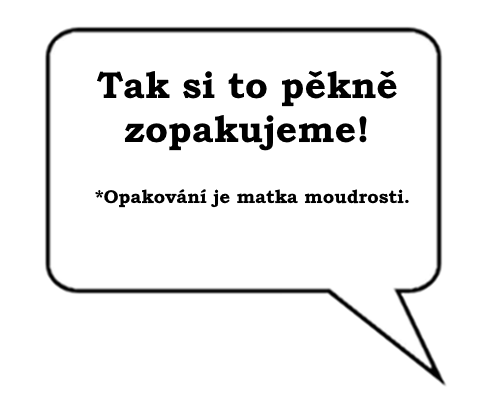 Tak si to pěkně
zopakujeme!
*Opakování je matka moudrosti.